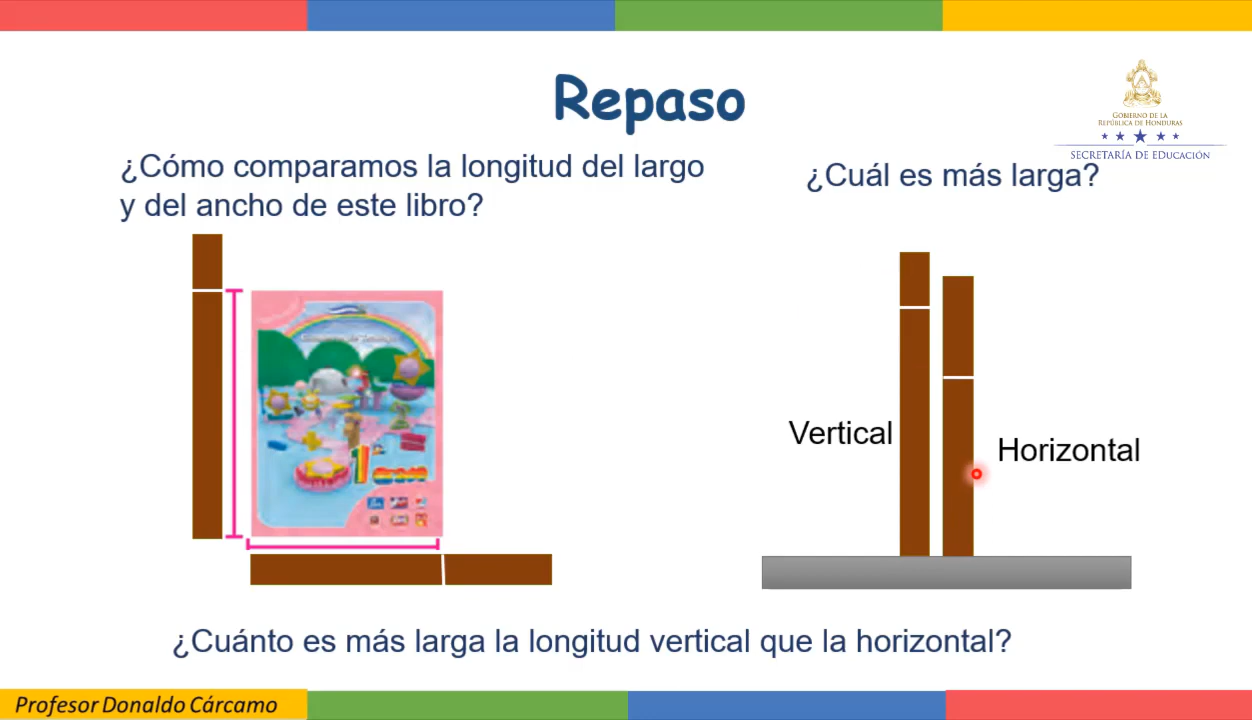 Repaso
GOBIERNO DE LA
REPÚBLICA DE HONDURAS
SECRETARÍA DE EDUCACIÓN
¿Cómo comparamos la longitud del largo
y del ancho de este libro?
¿Cuál es más larga?
Vertical
Horizontal
¿Cuánto es más larga la longitud vertical que la horizontal?
Profesor Donaldo Cárcamo